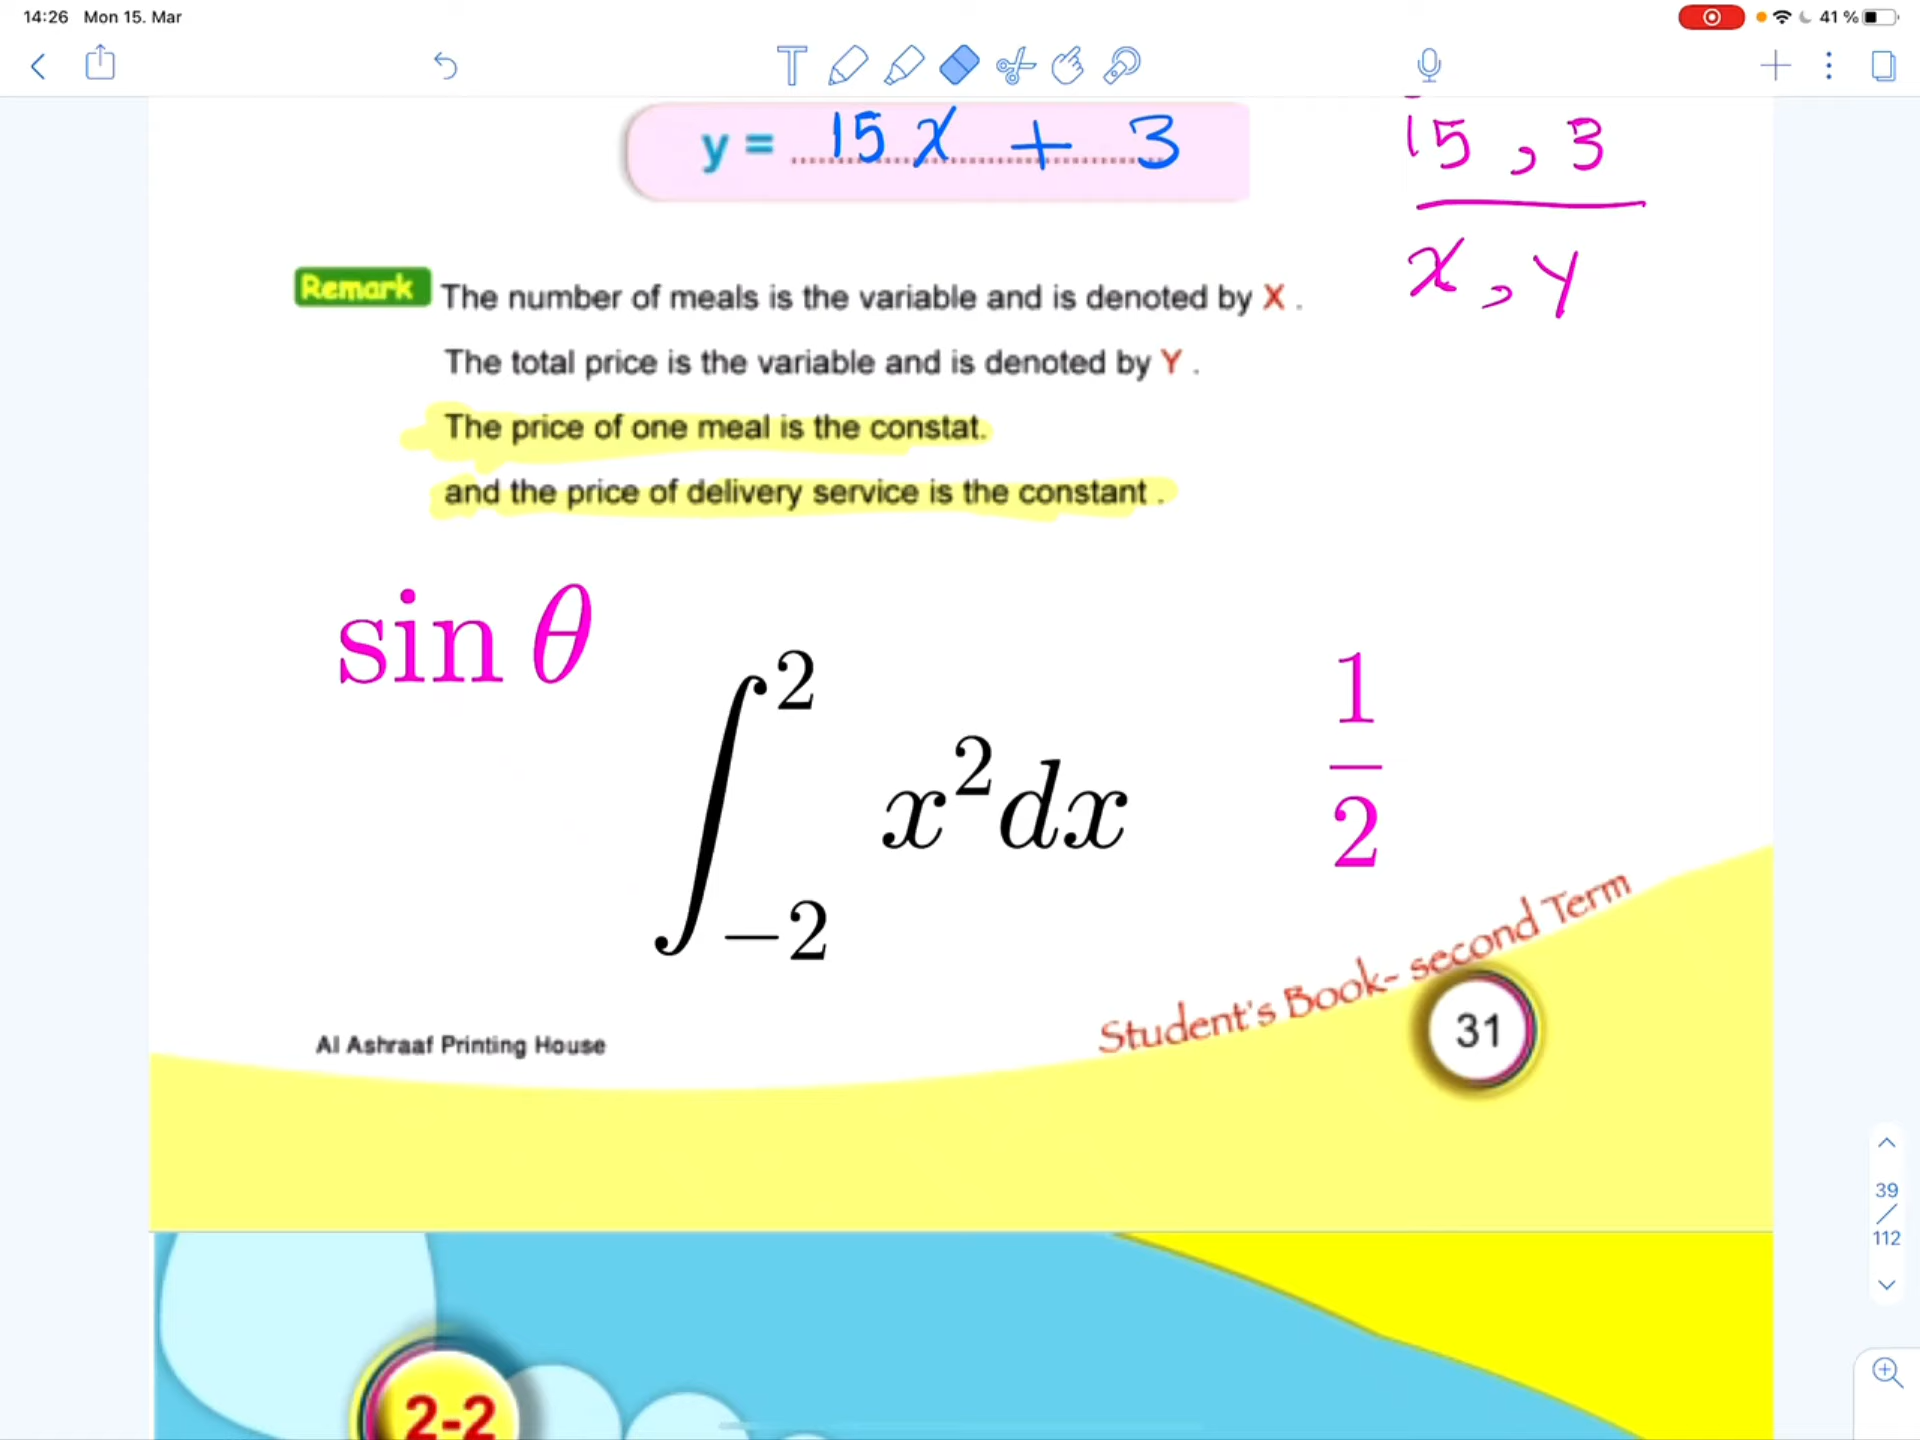 14:26 Mon 15. Mar
41 %
y = 15x + 3
15 , 3
x , y
Remark The number of meals is the variable and is denoted by X .
The total price is the variable and is denoted by Y .
The price of one meal is the constat.
and the price of delivery service is the constant .
sin θ
∫ 2 -2 x² dx
1
2
Student's Book- second Term
31
Al Ashraaf Printing House
39
/
112
2-2